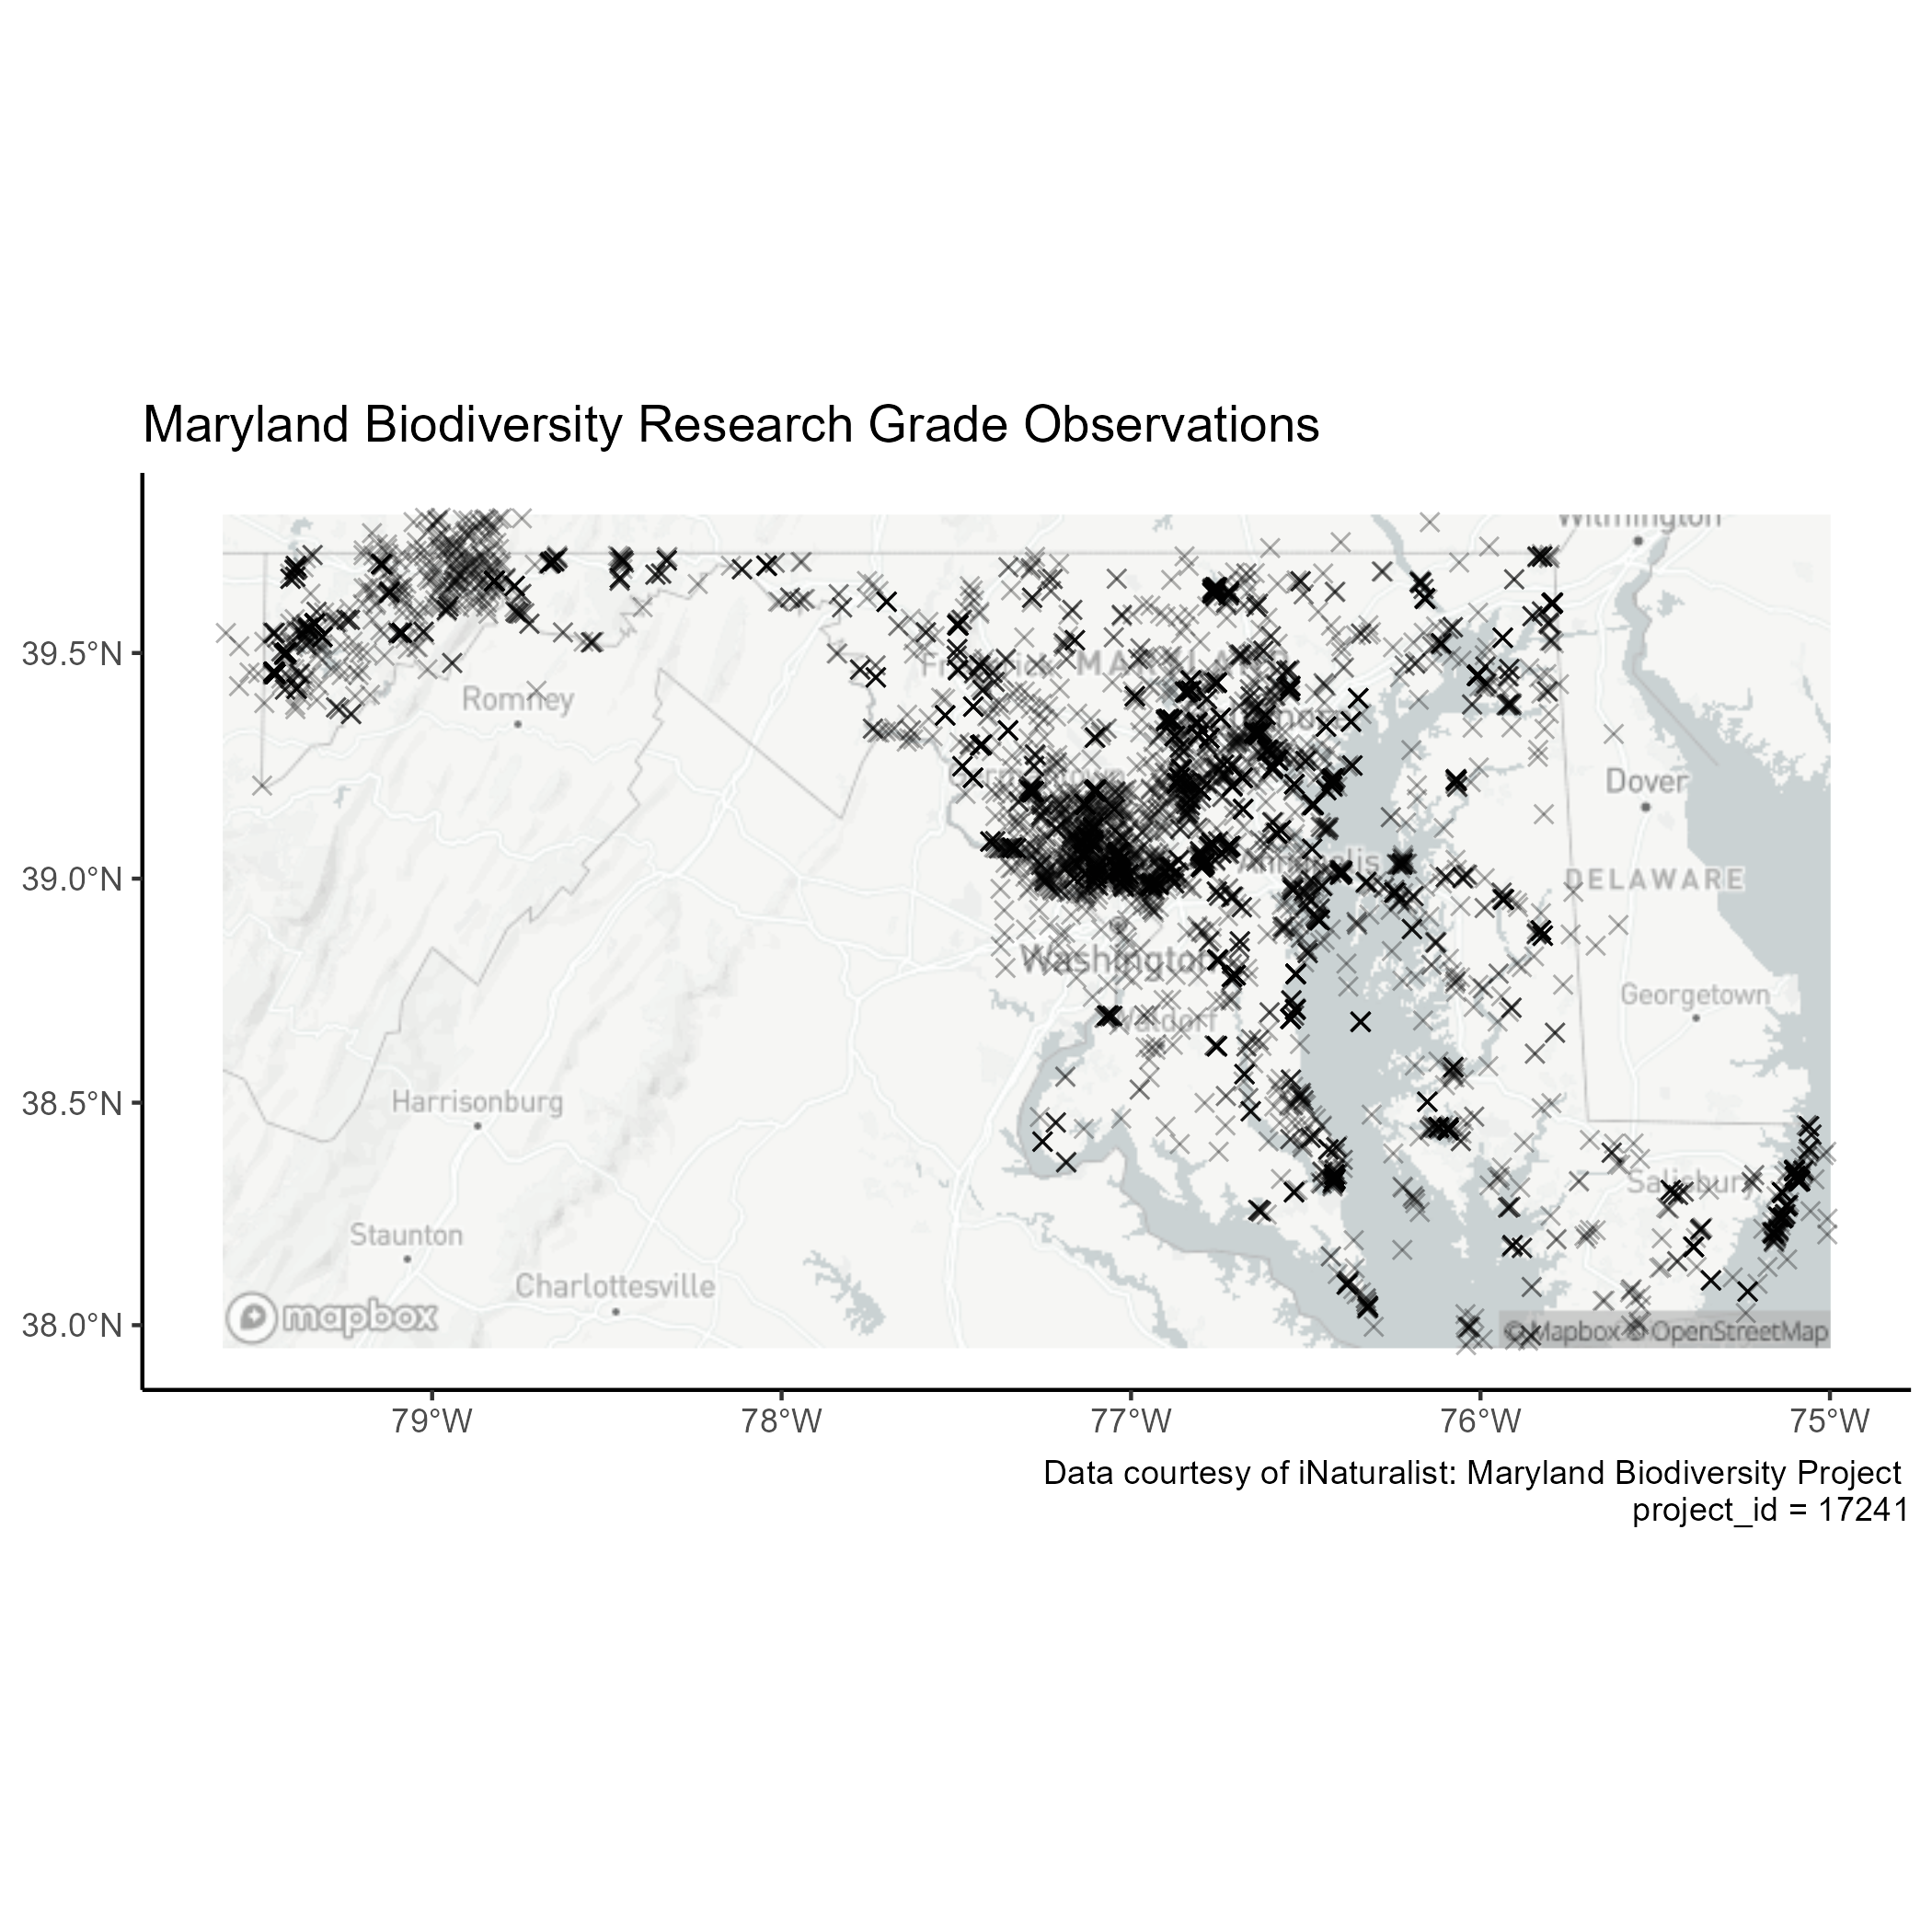 Maryland Biodiversity Research Grade Observations
Wilmington
39.5°N
Frederick MARYLAND
Romney
Dover
39.0°N
Annapolis
DELAWARE
Washington
Georgetown
Waldorf
38.5°N
Harrisonburg
Salisbury
Staunton
Charlottesville
38.0°N
mapbox
© Mapbox © OpenStreetMap
79°W 78°W 77°W 76°W 75°W
Data courtesy of iNaturalist: Maryland Biodiversity Project
project_id = 17241